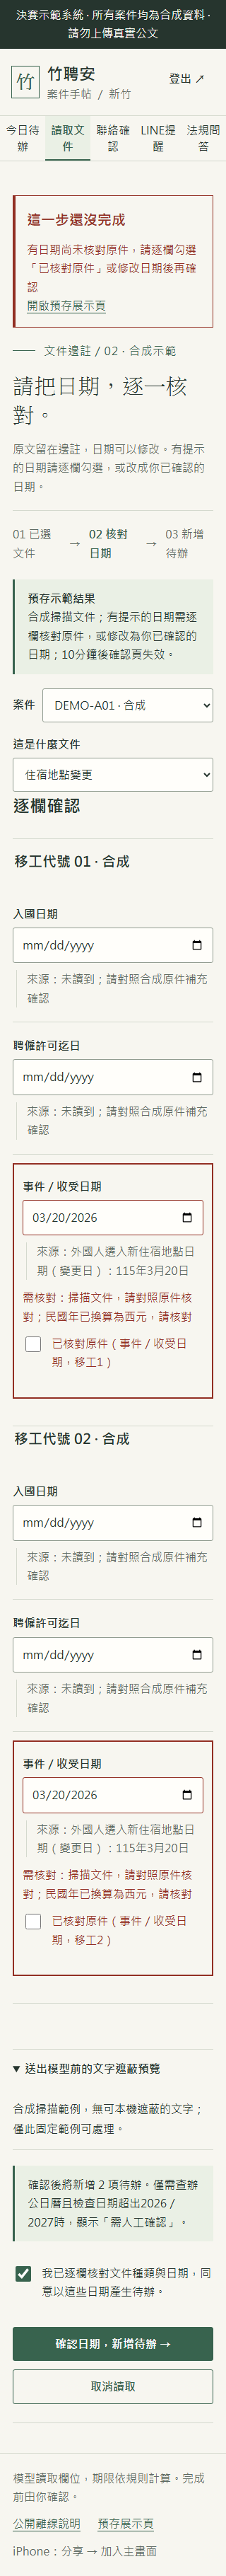 決賽示範系統 · 所有案件均為合成資料 ·
請勿上傳真實公文
竹
竹聘安
案件手帖 / 新竹
登出 ↗
今日待辦
讀取文件
聯絡確認
LINE提醒
法規問答
這一步還沒完成
有日期尚未核對原件，請逐欄勾選
「已核對原件」或修改日期後再確
認
開啟預存展示頁
文件邊註 / 02 · 合成示範
請把日期，逐一核
對。
原文留在邊註，日期可以修改。有提示
的日期請逐欄勾選，或改成你已確認的
日期。
01 已選文件 → 02 核對日期 → 03 新增待辦
預存示範結果
合成掃描文件；有提示的日期需逐
欄核對原件，或修改為你已確認的
日期；10分鐘後確認頁失效。
案件 DEMO-A01 · 合成
這是什麼文件
住宿地點變更
逐欄確認
移工代號 01 · 合成
入國日期
mm/dd/yyyy
來源：未讀到；請對照合成原件補充
確認
聘僱許可迄日
mm/dd/yyyy
來源：未讀到；請對照合成原件補充
確認
事件 / 收受日期
03/20/2026
來源：外國人遷入新住宿地點日
期（變更日）：115年3月20日
需核對：掃描文件，請對照原件核
對；民國年已換算為西元，請核對
已核對原件（事件 / 收受日
期，移工1）
移工代號 02 · 合成
入國日期
mm/dd/yyyy
來源：未讀到；請對照合成原件補充
確認
聘僱許可迄日
mm/dd/yyyy
來源：未讀到；請對照合成原件補充
確認
事件 / 收受日期
03/20/2026
來源：外國人遷入新住宿地點日
期（變更日）：115年3月20日
需核對：掃描文件，請對照原件核
對；民國年已換算為西元，請核對
已核對原件（事件 / 收受日
期，移工2）
▼ 送出模型前的文字遮蔽預覽
合成掃描範例，無可本機遮蔽的文字；
僅此固定範例可處理。
確認後將新增 2 項待辦。僅需查辦
公日曆且檢查日期超出2026 /
2027時，顯示「需人工確認」。
我已逐欄核對文件種類與日期，同
意以這些日期產生待辦。
確認日期，新增待辦 →
取消讀取
模型讀取欄位，期限依規則計算。完成
前由你確認。
公開離線說明 預存展示頁
iPhone：分享 → 加入主畫面